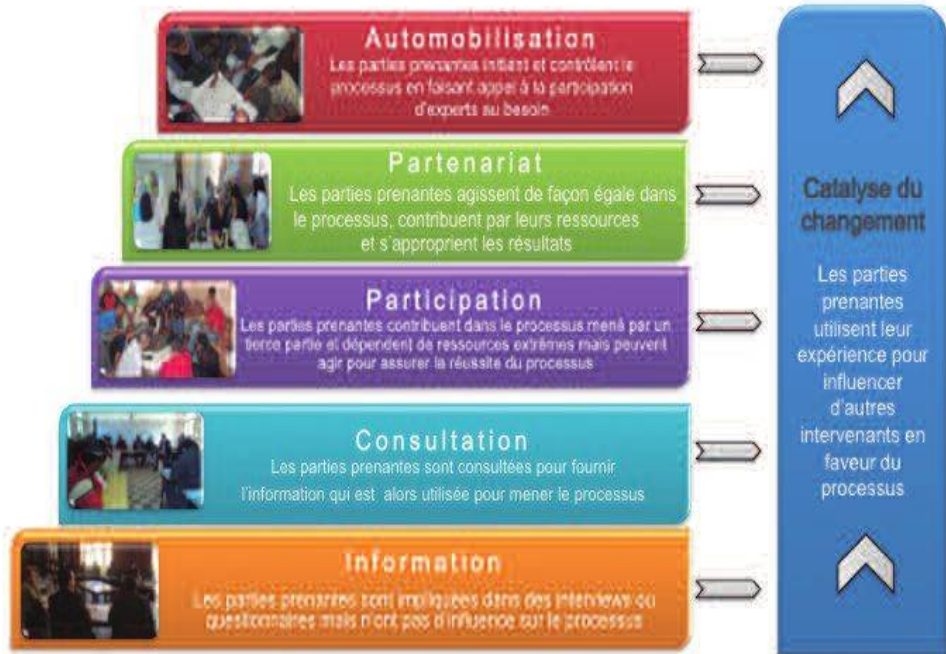 Automobilisation
Les parties prenantes initient et contrôlent le
processus en faisant appel à la participation
d'experts au besoin
Partenariat
Les parties prenantes agissent de façon égale dans
le processus, contribuent par leurs ressources
et s'approprient les résultats
Participation
Les parties prenantes contribuent dans le processus mené par un
tierce partie et dépendent de ressources extrêmes mais peuvent
agir pour assurer la réussite du processus
Consultation
Les parties prenantes sont consultées pour fournir
l'information qui est alors utilisée pour mener le processus
Information
Les parties prenantes sont impliquées dans des interviews ou
questionnaires mais n'ont pas d'influence sur le processus
Catalyse du
changement
Les parties
prenantes
utilisent leur
expérience pour
influencer
d'autres
intervenants en
faveur du
processus